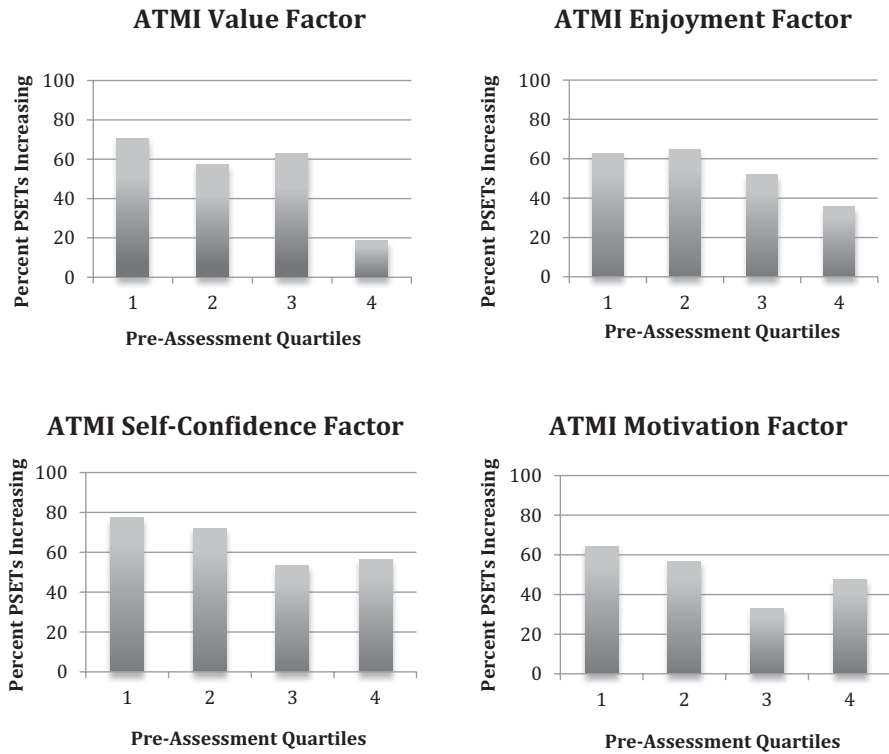 ATMI Value Factor
Percent PSETs Increasing
100
80
60
40
20
0
1 2 3 4
Pre-Assessment Quartiles
ATMI Enjoyment Factor
Percent PSETs Increasing
100
80
60
40
20
0
1 2 3 4
Pre-Assessment Quartiles
ATMI Self-Confidence Factor
Percent PSETs Increasing
100
80
60
40
20
0
1 2 3 4
Pre-Assessment Quartiles
ATMI Motivation Factor
Percent PSETs Increasing
100
80
60
40
20
0
1 2 3 4
Pre-Assessment Quartiles